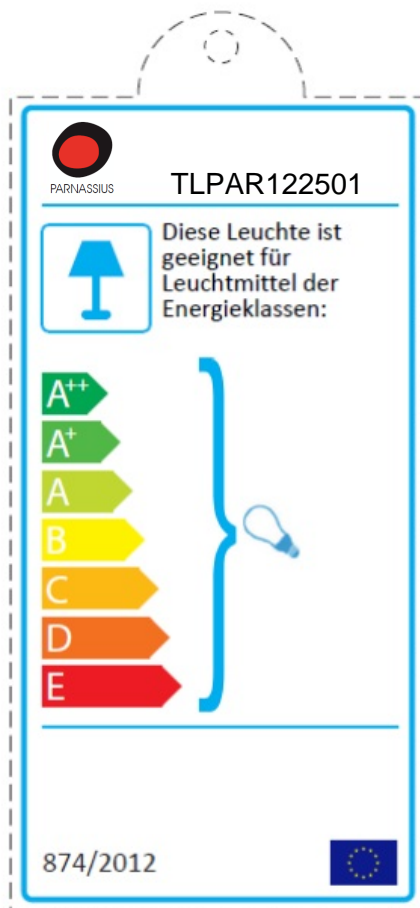 PARNASSIUS
TLPAR122501
Diese Leuchte ist
geeignet für
Leuchtmittel der
Energieklassen:
A++
A+
A
B
C
D
E
874/2012